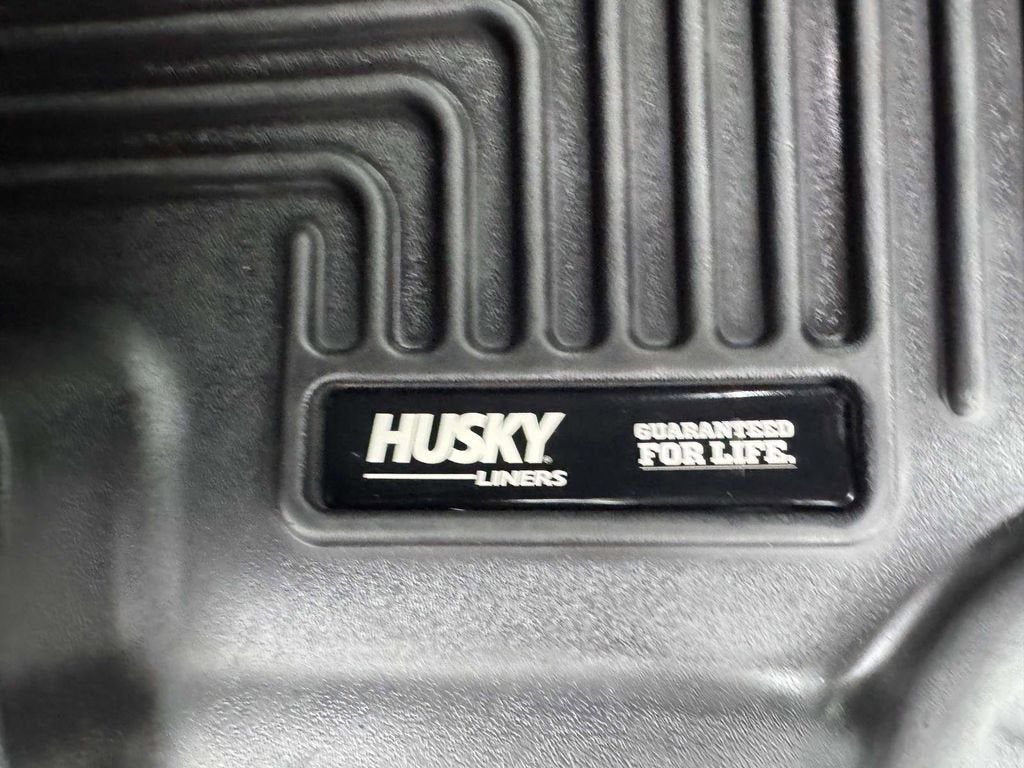 HUSKY
LINERS
GUARANTEED
FOR LIFE.